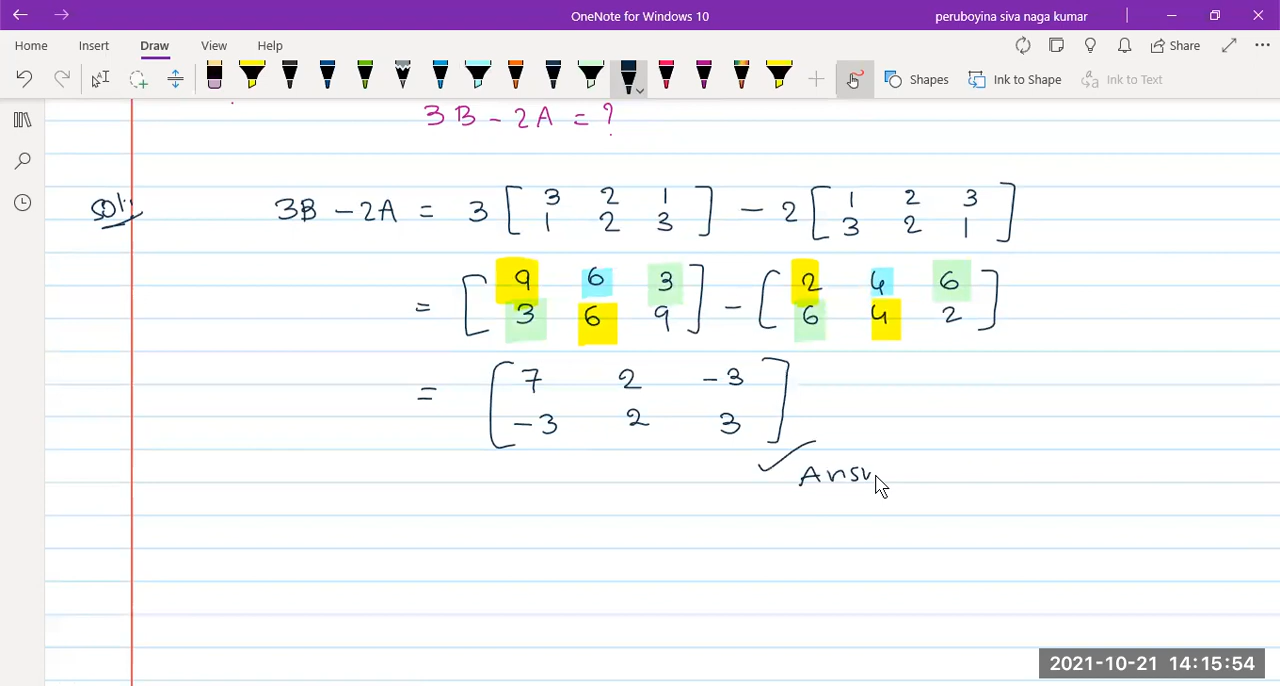 OneNote for Windows 10
peruboyina siva naga kumar
Home Insert Draw View Help
Share
Shapes
Ink to Shape
Ink to Text
3B - 2A = ?
Sol:
3B - 2A = 3 [ 3 2 1 ] - 2 [ 1 2 3 ]
1 2 3 3 2 1
= [ 9 6 3 ] - [ 2 4 6 ]
3 6 9 6 4 2
= [ 7 2 -3 ]
-3 2 3
Answ
2021-10-21 14:15:54